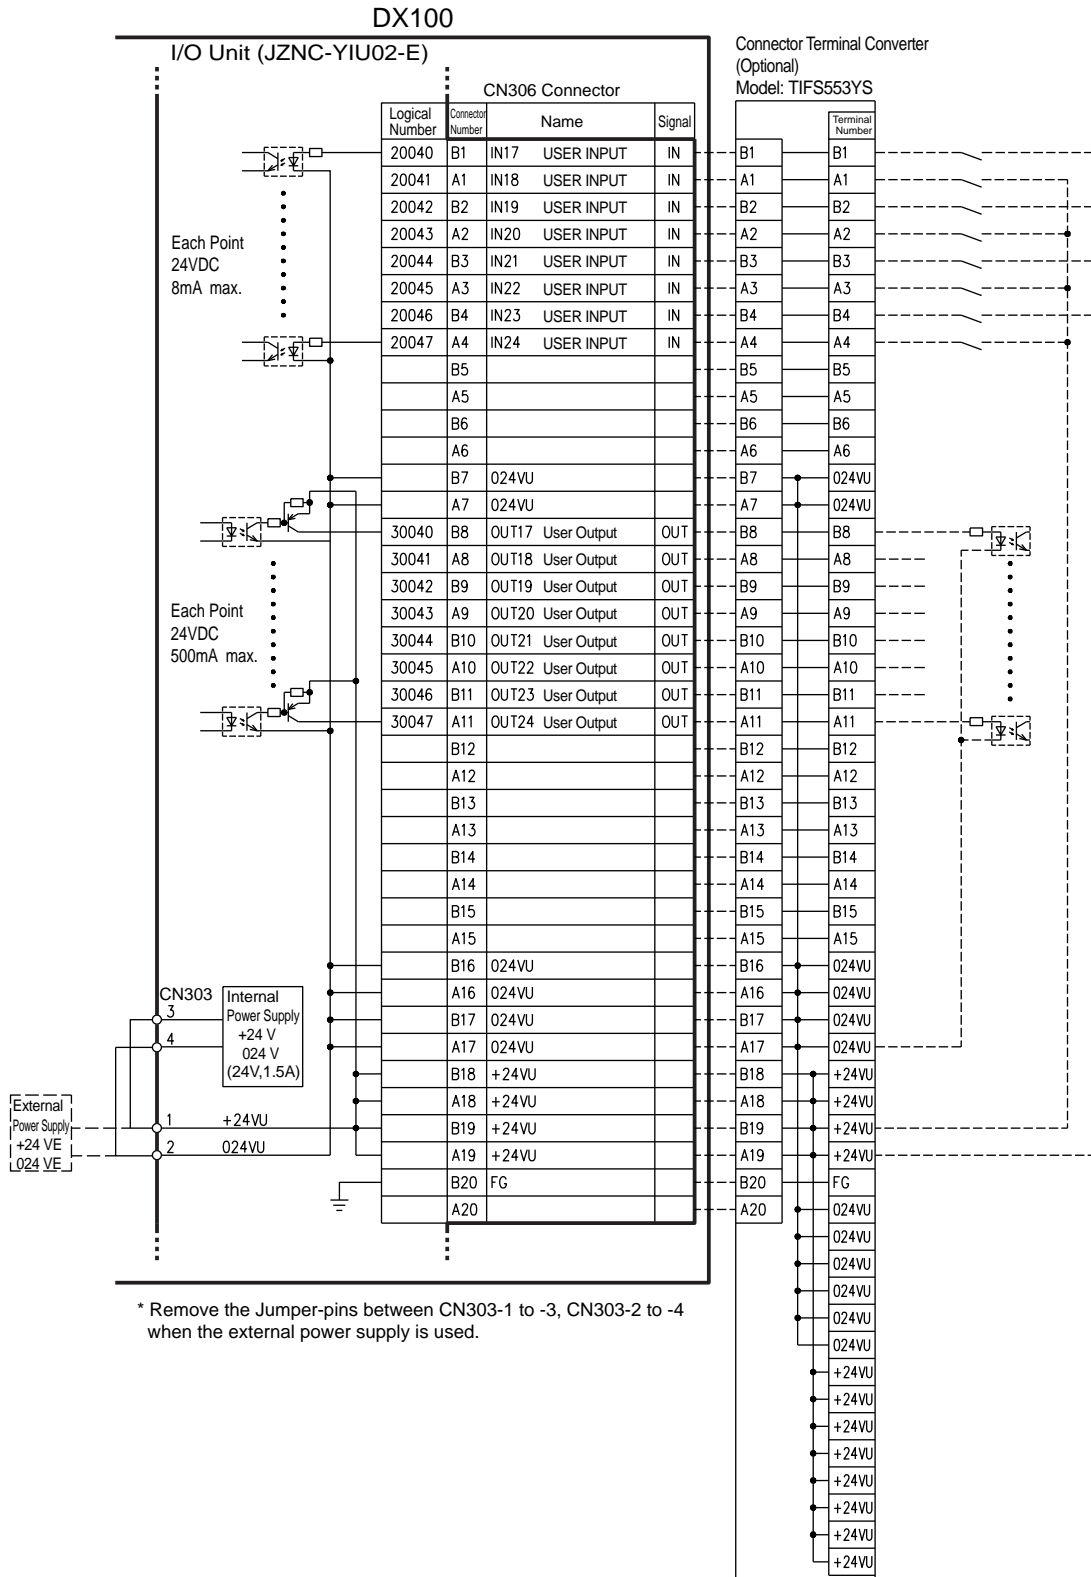 DX100
I/O Unit (JZNC-YIU02-E)
Connector Terminal Converter
(Optional)
Model: TIFS553YS
CN306 Connector
Logical Number Connector Number Name Signal Terminal Number
20040 B1 IN17 USER INPUT IN B1 B1
20041 A1 IN18 USER INPUT IN A1 A1
20042 B2 IN19 USER INPUT IN B2 B2
20043 A2 IN20 USER INPUT IN A2 A2
20044 B3 IN21 USER INPUT IN B3 B3
20045 A3 IN22 USER INPUT IN A3 A3
20046 B4 IN23 USER INPUT IN B4 B4
20047 A4 IN24 USER INPUT IN A4 A4
Each Point
24VDC
8mA max.
B5 B5 B5
A5 A5 A5
B6 B6 B6
A6 A6 A6
B7 024VU B7 024VU
A7 024VU A7 024VU
30040 B8 OUT17 User Output OUT B8 B8
30041 A8 OUT18 User Output OUT A8 A8
30042 B9 OUT19 User Output OUT B9 B9
30043 A9 OUT20 User Output OUT A9 A9
30044 B10 OUT21 User Output OUT B10 B10
30045 A10 OUT22 User Output OUT A10 A10
30046 B11 OUT23 User Output OUT B11 B11
30047 A11 OUT24 User Output OUT A11 A11
Each Point
24VDC
500mA max.
B12 B12 B12
A12 A12 A12
B13 B13 B13
A13 A13 A13
B14 B14 B14
A14 A14 A14
B15 B15 B15
A15 A15 A15
B16 024VU B16 024VU
A16 024VU A16 024VU
B17 024VU B17 024VU
A17 024VU A17 024VU
B18 +24VU B18 +24VU
A18 +24VU A18 +24VU
B19 +24VU B19 +24VU
A19 +24VU A19 +24VU
B20 FG B20 FG
A20 A20 024VU
024VU
024VU
024VU
024VU
024VU
+24VU
+24VU
+24VU
+24VU
+24VU
+24VU
+24VU
+24VU
CN303
3
4
Internal
Power Supply
+24 V
024 V
(24V,1.5A)
External
Power Supply
+24 VE
024 VE
1 +24VU
2 024VU
* Remove the Jumper-pins between CN303-1 to -3, CN303-2 to -4
when the external power supply is used.